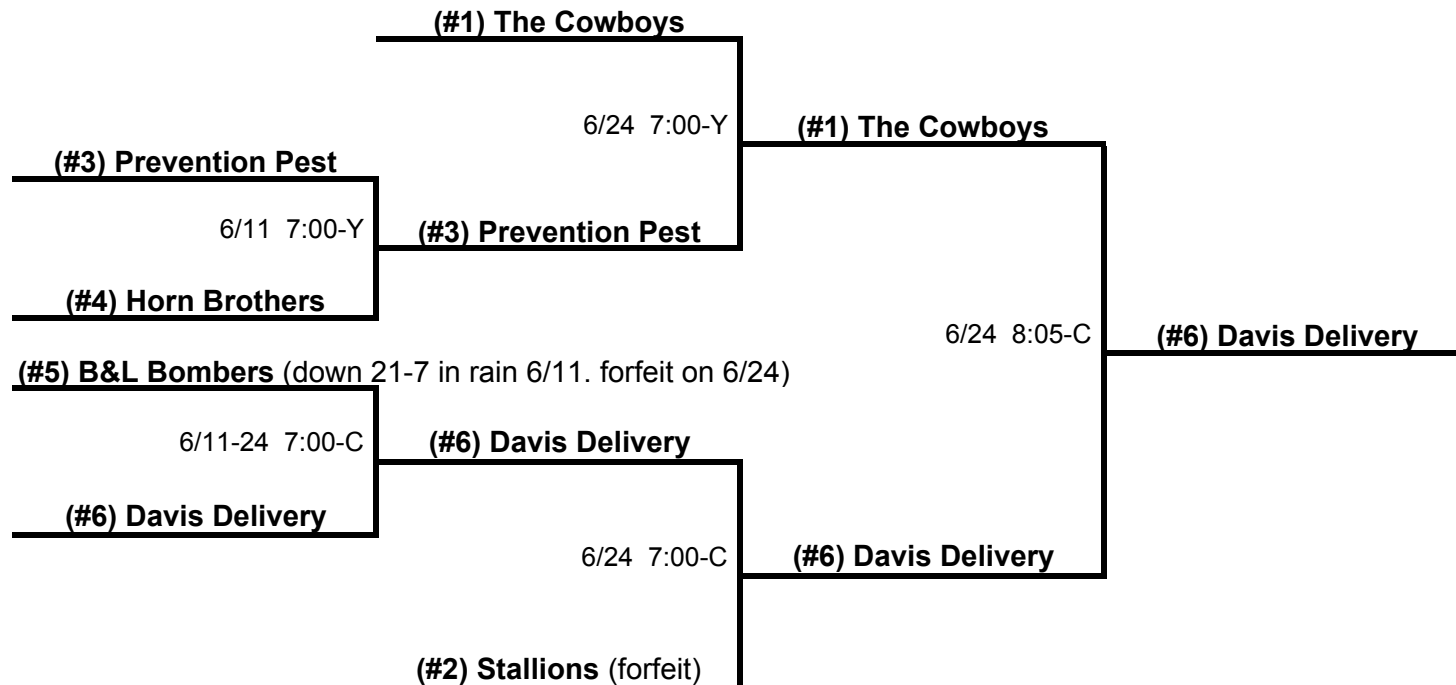 (#1) The Cowboys
6/24 7:00-Y
(#1) The Cowboys
(#3) Prevention Pest
6/11 7:00-Y
(#3) Prevention Pest
(#4) Horn Brothers
6/24 8:05-C
(#6) Davis Delivery
(#5) B&L Bombers (down 21-7 in rain 6/11. forfeit on 6/24)
6/11-24 7:00-C
(#6) Davis Delivery
(#6) Davis Delivery
6/24 7:00-C
(#6) Davis Delivery
(#2) Stallions (forfeit)